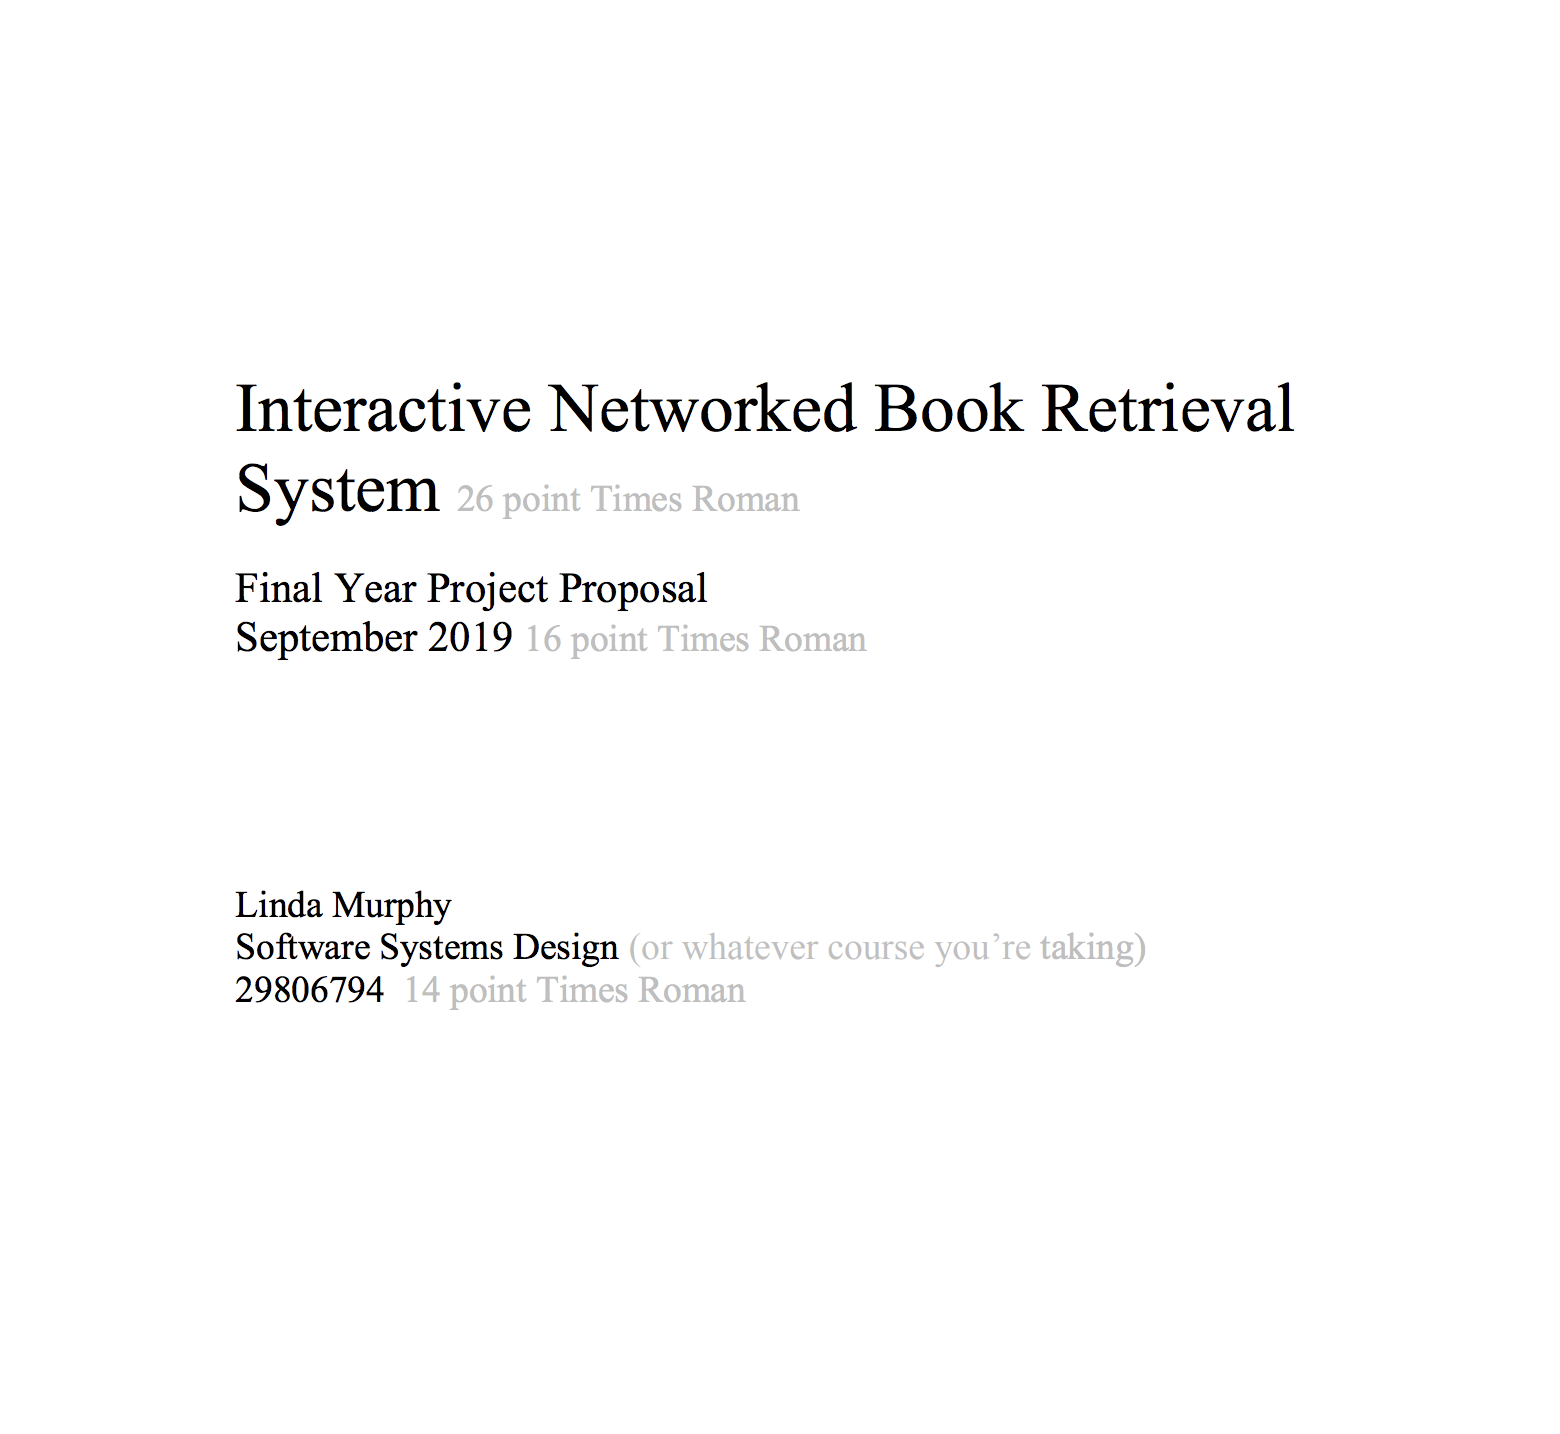 Interactive Networked Book Retrieval
System 26 point Times Roman
Final Year Project Proposal
September 2019 16 point Times Roman
Linda Murphy
Software Systems Design (or whatever course you’re taking)
29806794 14 point Times Roman